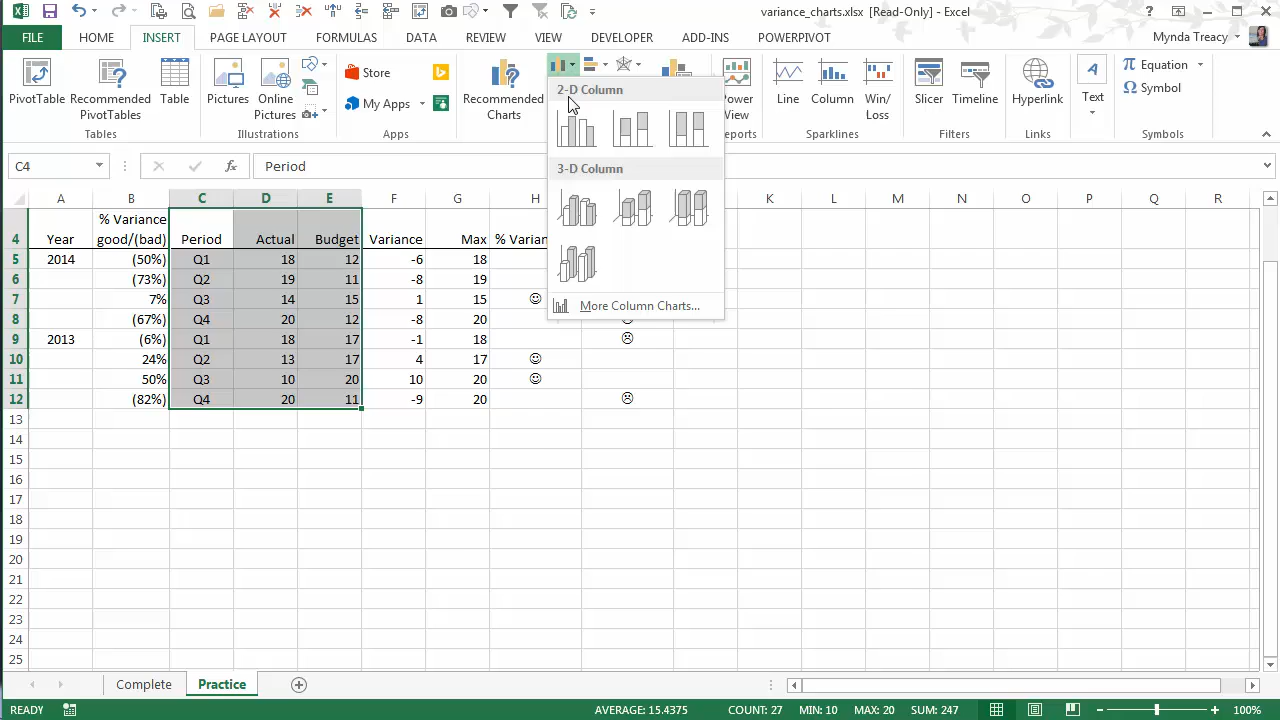 variance_charts.xlsx [Read-Only] - Excel
FILE HOME INSERT PAGE LAYOUT FORMULAS DATA REVIEW VIEW DEVELOPER ADD-INS POWERPIVOT Mynda Treacy
PivotTable Recommended PivotTables Table
Tables
Pictures Online Pictures
Illustrations
Store
My Apps
Apps
Recommended Charts
2-D Column
3-D Column
More Column Charts...
Power View
Line Column Win/Loss
Slicer Timeline
Filters
Hyperlink
Links
Text
Equation
Symbol
Symbols
C4 fx Period
A B C D E F G H K L M N O P Q R
% Variance
4 Year good/(bad) Period Actual Budget Variance Max
5 2014 (50%) Q1 18 12 -6 18
6 (73%) Q2 19 11 -8 19
7 7% Q3 14 15 1 15 ☺
8 (67%) Q4 20 12 -8 20
9 2013 (6%) Q1 18 17 -1 18 ☹
10 24% Q2 13 17 4 17 ☺
11 50% Q3 10 20 10 20 ☺
12 (82%) Q4 20 11 -9 20 ☹
13
14
15
16
17
18
19
20
21
22
23
24
25
Complete Practice
READY AVERAGE: 15.4375 COUNT: 27 MIN: 10 MAX: 20 SUM: 247 100%